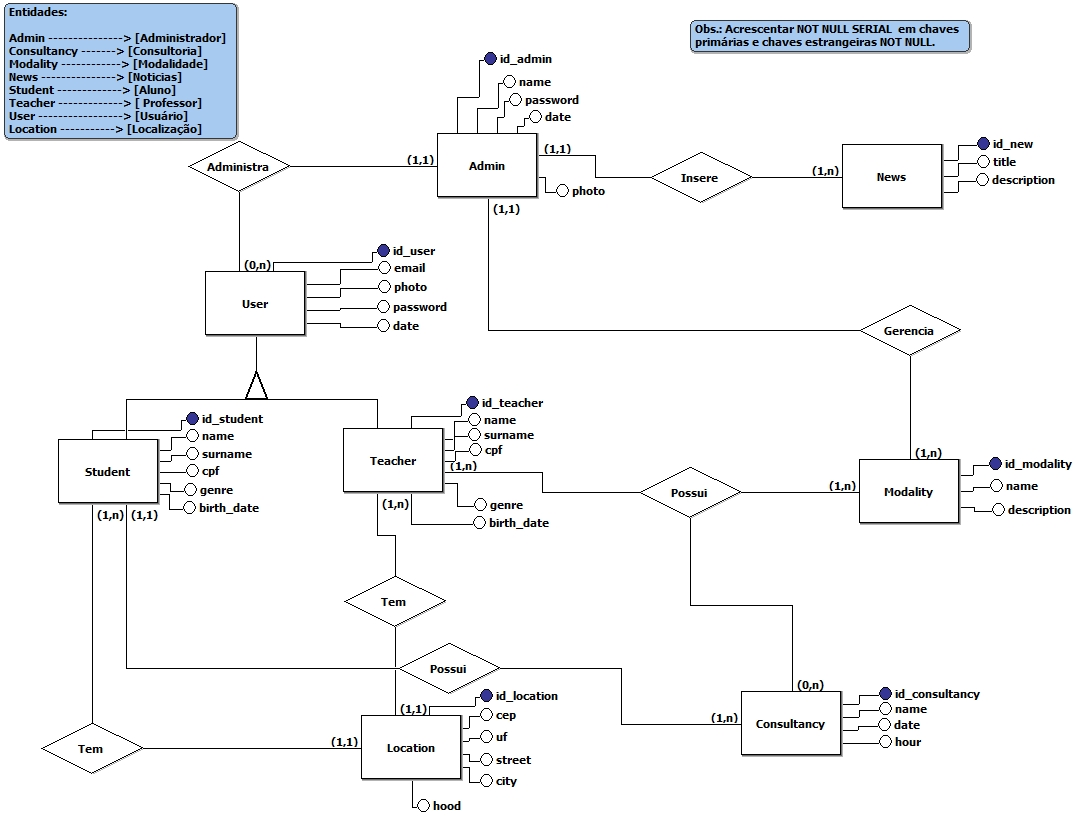 Entidades:
Admin ---------------> [Administrador]
Consultancy -------> [Consultoria]
Modality ------------> [Modalidade]
News ---------------> [Noticias]
Student ------------> [Aluno]
Teacher -------------> [ Professor]
User -----------------> [Usuário]
Location -----------> [Localização]
Obs.: Acrescentar NOT NULL SERIAL em chaves
primárias e chaves estrangeiras NOT NULL.
id_admin
name
password
date
Admin
photo
(1,1)
(1,1)
(1,1)
Administra
Insere
(1,n)
News
id_new
title
description
(0,n)
User
id_user
email
photo
password
date
Gerencia
Student
id_student
name
surname
cpf
genre
birth_date
(1,n)
(1,1)
Teacher
id_teacher
name
surname
cpf
(1,n)
genre
birth_date
(1,n)
Possui
(1,n)
(1,n)
Modality
id_modality
name
description
Tem
Possui
Tem
(1,1)
(1,1)
Location
id_location
cep
uf
street
city
hood
(0,n)
(1,n)
Consultancy
id_consultancy
name
date
hour